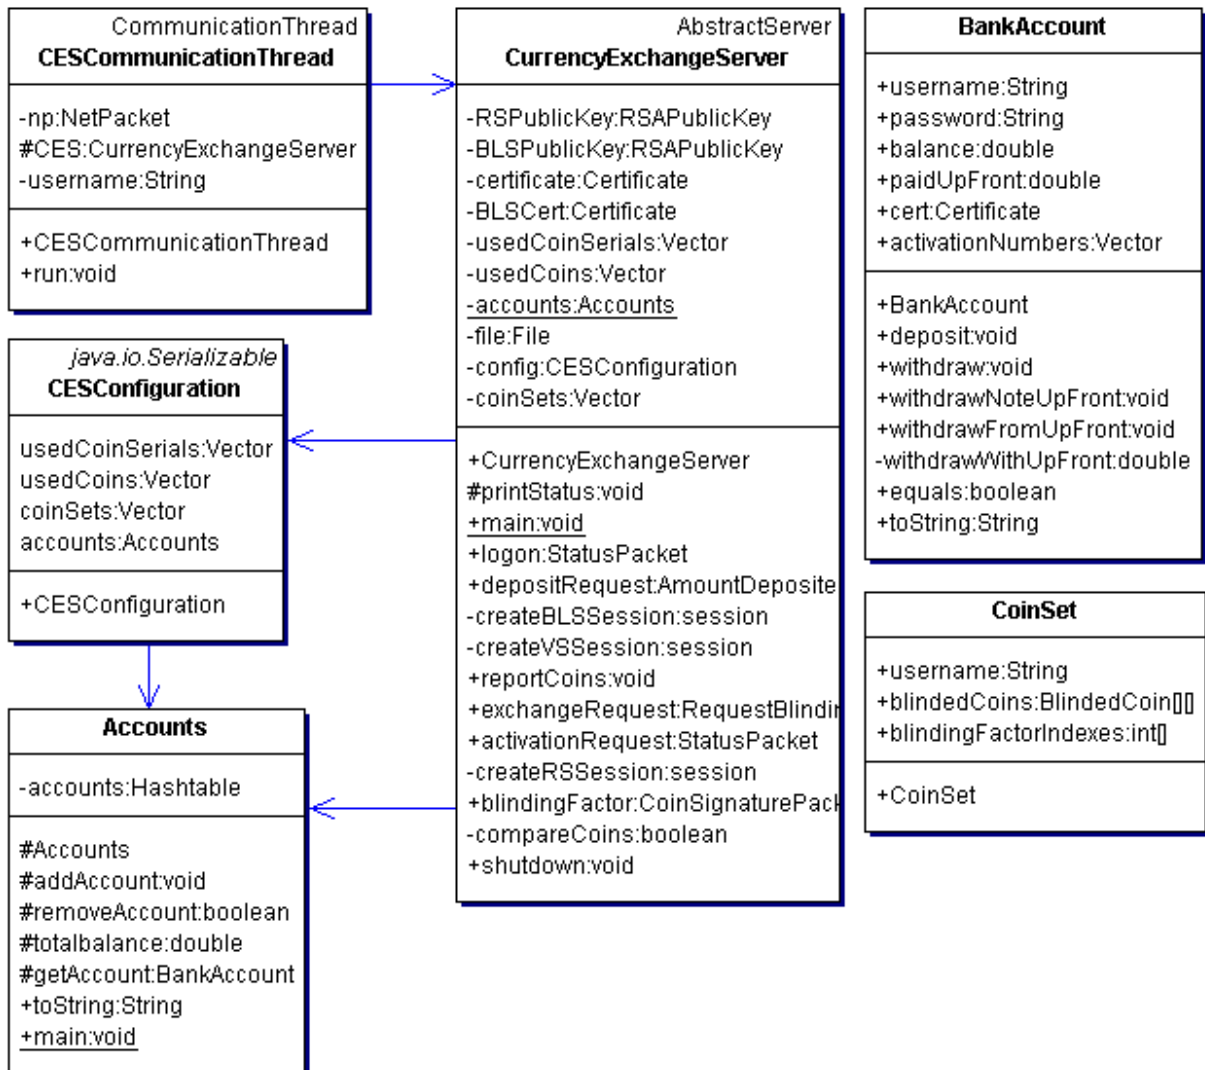 CommunicationThread
CESCommunicationThread
-np:NetPacket
#CES:CurrencyExchangeServer
-username:String
+CESCommunicationThread
+run:void
java.io.Serializable
CESConfiguration
usedCoinSerials:Vector
usedCoins:Vector
coinSets:Vector
accounts:Accounts
+CESConfiguration
Accounts
-accounts:Hashtable
#Accounts
#addAccount:void
#removeAccount:boolean
#totalbalance:double
#getAccount:BankAccount
+toString:String
+main:void
AbstractServer
CurrencyExchangeServer
-RSPublicKey:RSAPublicKey
-BLSPublicKey:RSAPublicKey
-certificate:Certificate
-BLSCert:Certificate
-usedCoinSerials:Vector
-usedCoins:Vector
-accounts:Accounts
-file:File
-config:CESConfiguration
-coinSets:Vector
+CurrencyExchangeServer
#printStatus:void
+main:void
+logon:StatusPacket
+depositRequest:AmountDeposite
-createBLSSession:session
-createVSSession:session
+reportCoins:void
+exchangeRequest:RequestBlindin
+activationRequest:StatusPacket
-createRSSession:session
+blindingFactor:CoinSignaturePack
-compareCoins:boolean
+shutdown:void
BankAccount
+username:String
+password:String
+balance:double
+paidUpFront:double
+cert:Certificate
+activationNumbers:Vector
+BankAccount
+deposit:void
+withdraw:void
+withdrawNoteUpFront:void
+withdrawFromUpFront:void
-withdrawWithUpFront:double
+equals:boolean
+toString:String
CoinSet
+username:String
+blindedCoins:BlindedCoin[][]
+blindingFactorIndexes:int[]
+CoinSet